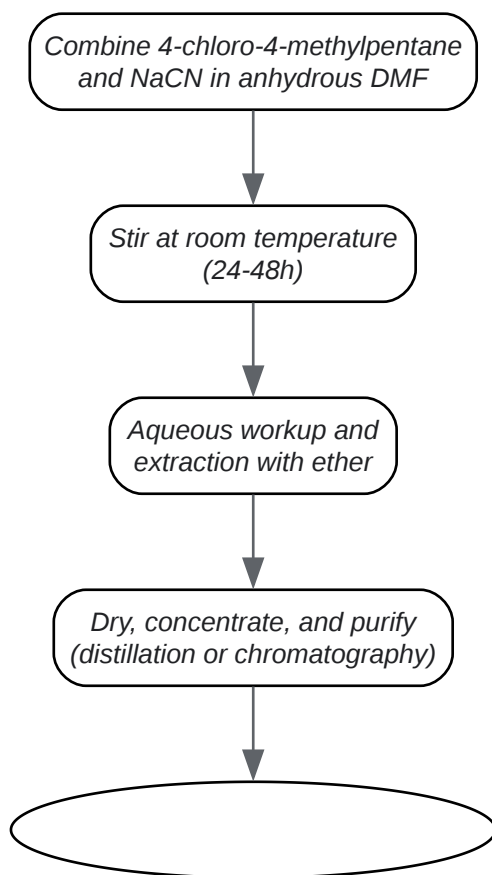 Combine 4-chloro-4-methylpentane
and NaCN in anhydrous DMF
Stir at room temperature
(24-48h)
Aqueous workup and
extraction with ether
Dry, concentrate, and purify
(distillation or chromatography)